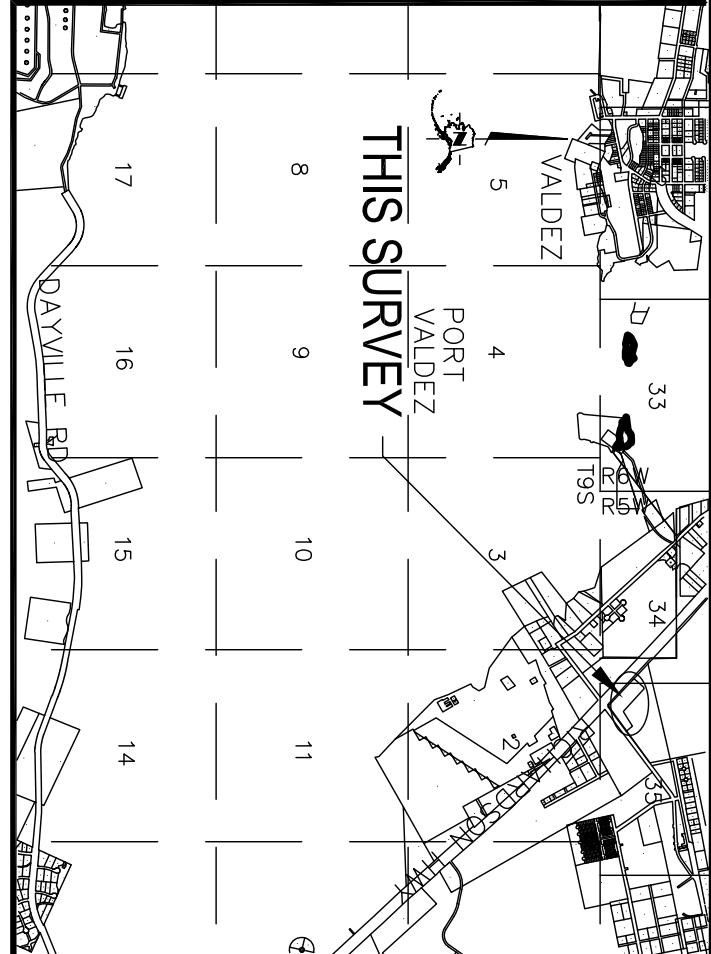 VALDEZ
33
34
35
T9S
R6W
R5W
5
4
3
2
N
PORT
VALDEZ
THIS SURVEY
8
9
10
11
RICHARDSON HWY
17
16
15
14
DAYVILLE RD